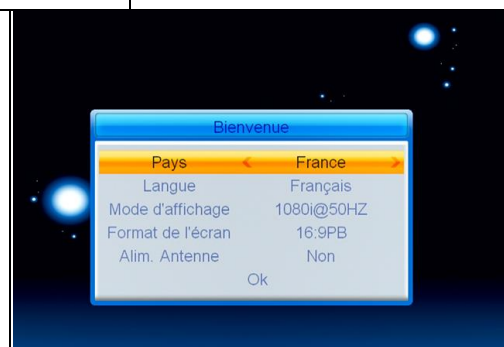 Bienvenue
Pays < France >
Langue Français
Mode d'affichage 1080i@50HZ
Format de l'écran 16:9PB
Alim. Antenne Non
Ok